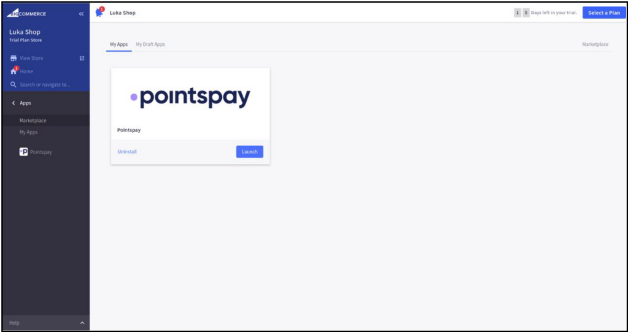 COMMERCE
Luka Shop
Trial Plan Store
View Store
Home
Search or navigate to...
Apps
Marketplace
My Apps
Pointspay
Help
Luka Shop
1 5 Days left in your trial.
Select a Plan
My Apps My Draft Apps
Marketplace
pointspay
Pointspay
Uninstall
Launch